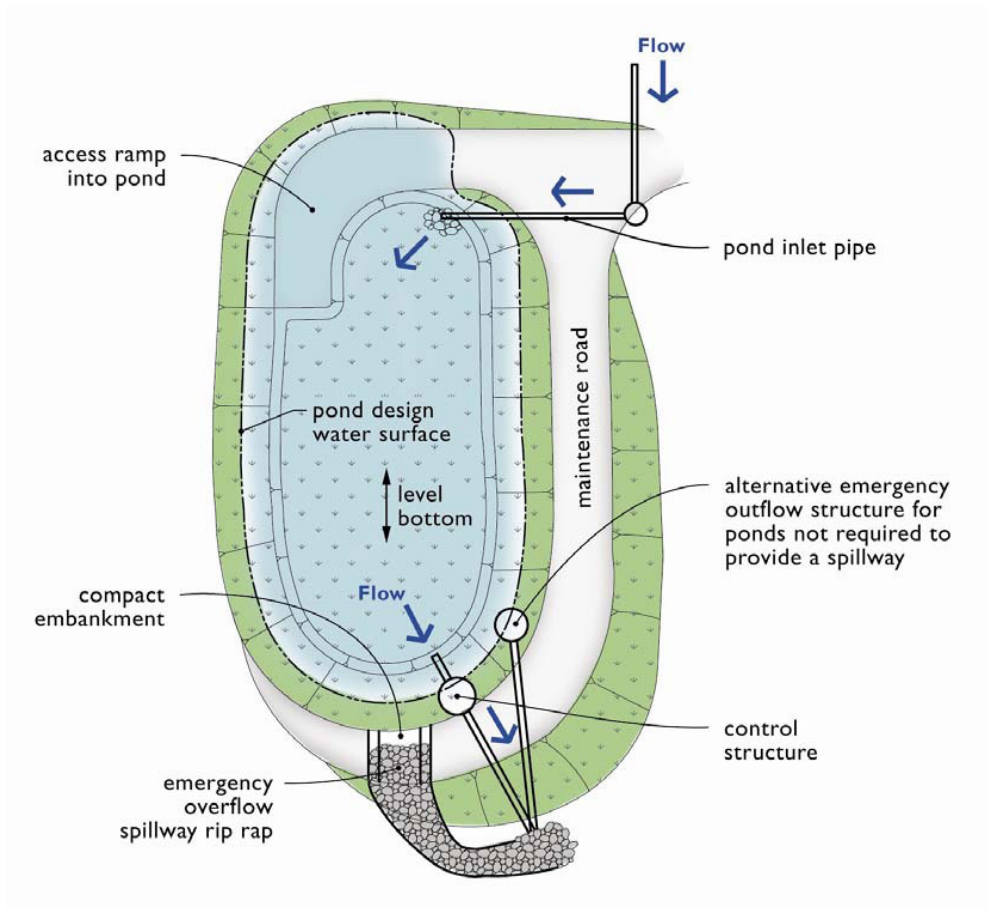 Flow
access ramp
into pond
pond inlet pipe
maintenance road
pond design
water surface
level
bottom
alternative emergency
outflow structure for
ponds not required to
provide a spillway
Flow
compact
embankment
control
structure
emergency
overflow
spillway rip rap